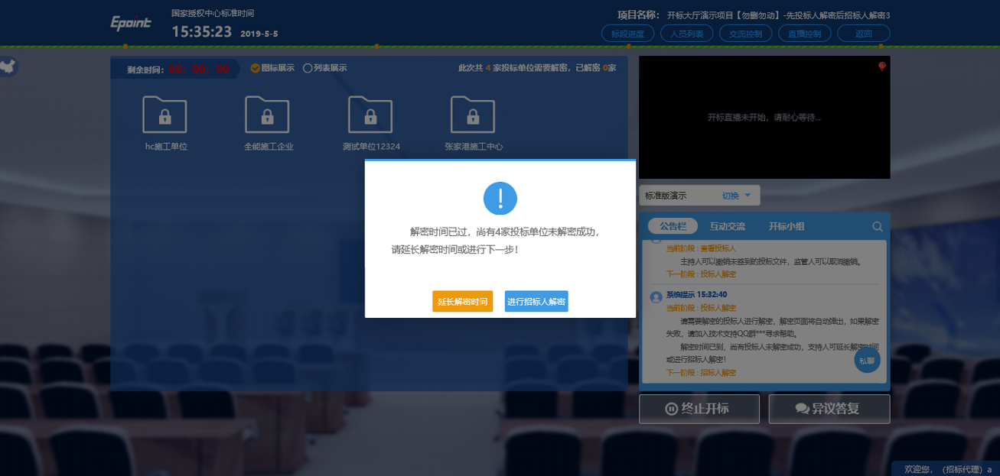 Epoint
国家授权中心标准时间
15:35:23 2019-5-5
项目名称： 开标大厅演示项目【勿删勿动】-先投标人解密后招标人解密3
标段进度 人员列表 交流控制 直播控制 返回
剩余时间： 00：00：00 图标展示 列表展示 此次共 4 家投标单位需要解密，已解密 0家
hc施工单位 全能施工企业 测试单位12324 张家港施工中心
开标直播未开始，请耐心等待...
标准版演示 切换
解密时间已过，尚有4家投标单位未解密成功，
请延长解密时间或进行下一步！
延长解密时间 进行招标人解密
公告栏 互动交流 开标小组
当前阶段：查看投标人
主持人可以撤销未签到的投标文件，监管人可以取消撤销。
下一阶段：投标人解密
系统提示 15:32:40
当前阶段：投标人解密
请需要解密的投标人进行解密，解密页面将自动弹出，如果解密
失败，请加入技术支持QQ群***寻求帮助。
解密时间已到，尚有投标人未解密成功，主持人可延长解密时间
或进行招标人解密！
下一阶段：招标人解密
私聊
终止开标 异议答复
欢迎您， （招标代理）a